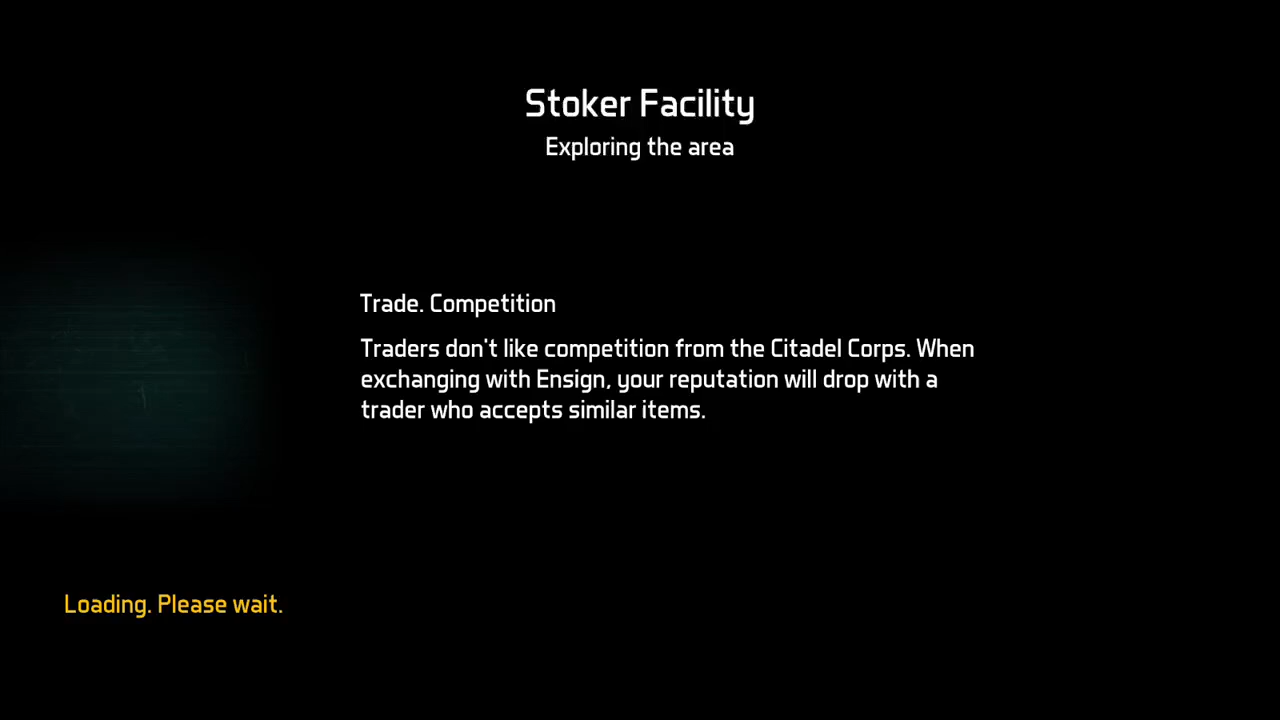 Stoker Facility
Exploring the area
Trade. Competition
Traders don't like competition from the Citadel Corps. When
exchanging with Ensign, your reputation will drop with a
trader who accepts similar items.
Loading. Please wait.